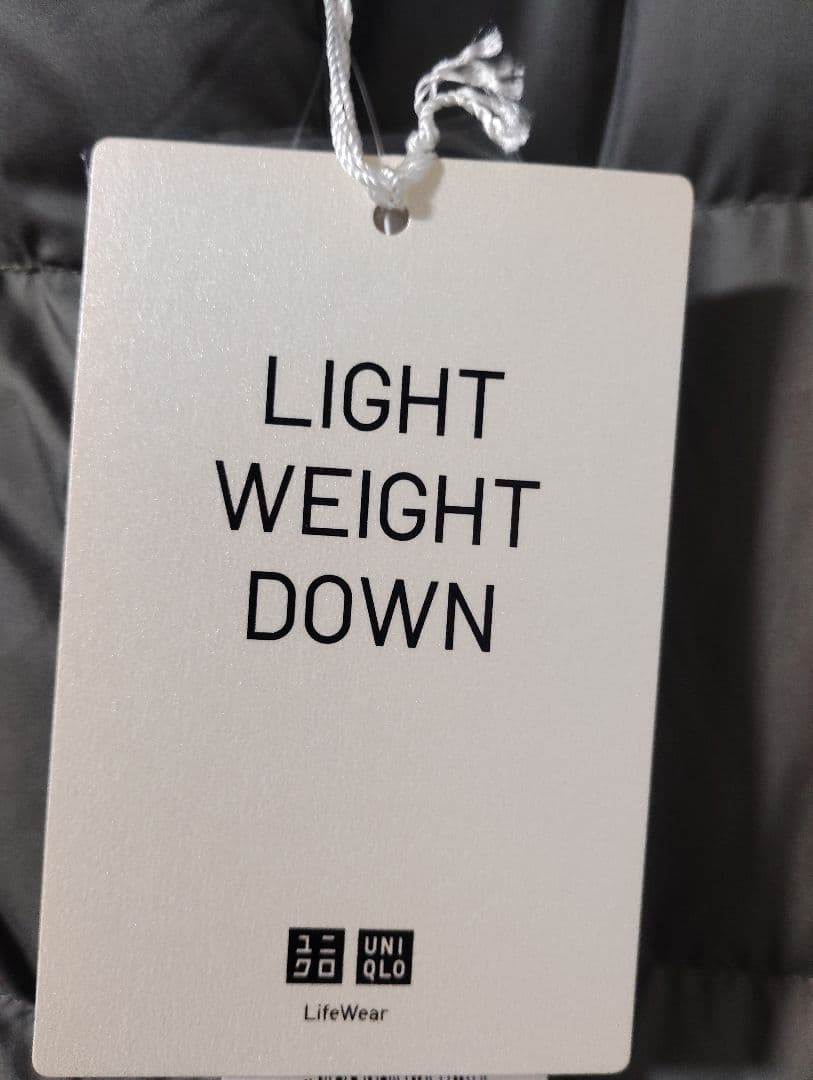 LIGHT
WEIGHT
DOWN
ユニ UNI
クロ QLO
LifeWear